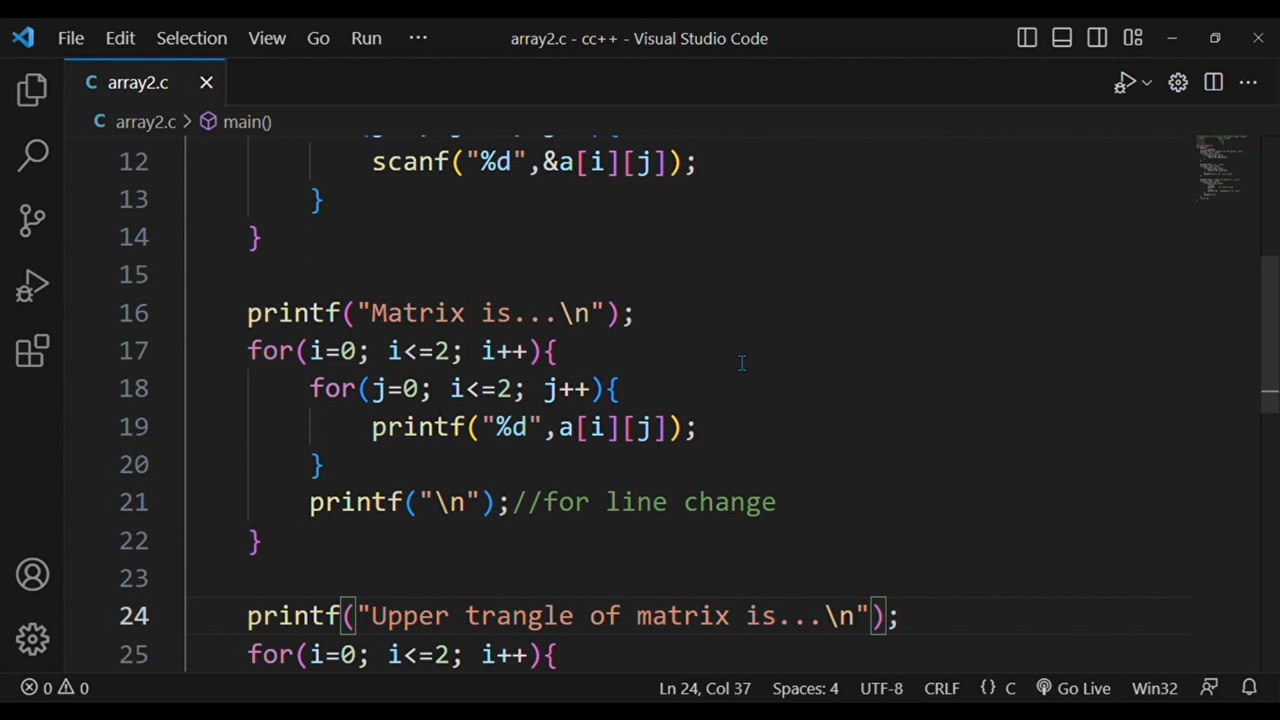 File Edit Selection View Go Run ··· array2.c - cc++ - Visual Studio Code
C array2.c
C array2.c > main()
12 scanf("%d",&a[i][j]);
13 }
14 }
15
16 printf("Matrix is...\n");
17 for(i=0; i<=2; i++){
18 for(j=0; i<=2; j++){
19 printf("%d",a[i][j]);
20 }
21 printf("\n");//for line change
22 }
23
24 printf("Upper trangle of matrix is...\n");
25 for(i=0; i<=2; i++){
0 0 Ln 24, Col 37 Spaces: 4 UTF-8 CRLF {} C Go Live Win32